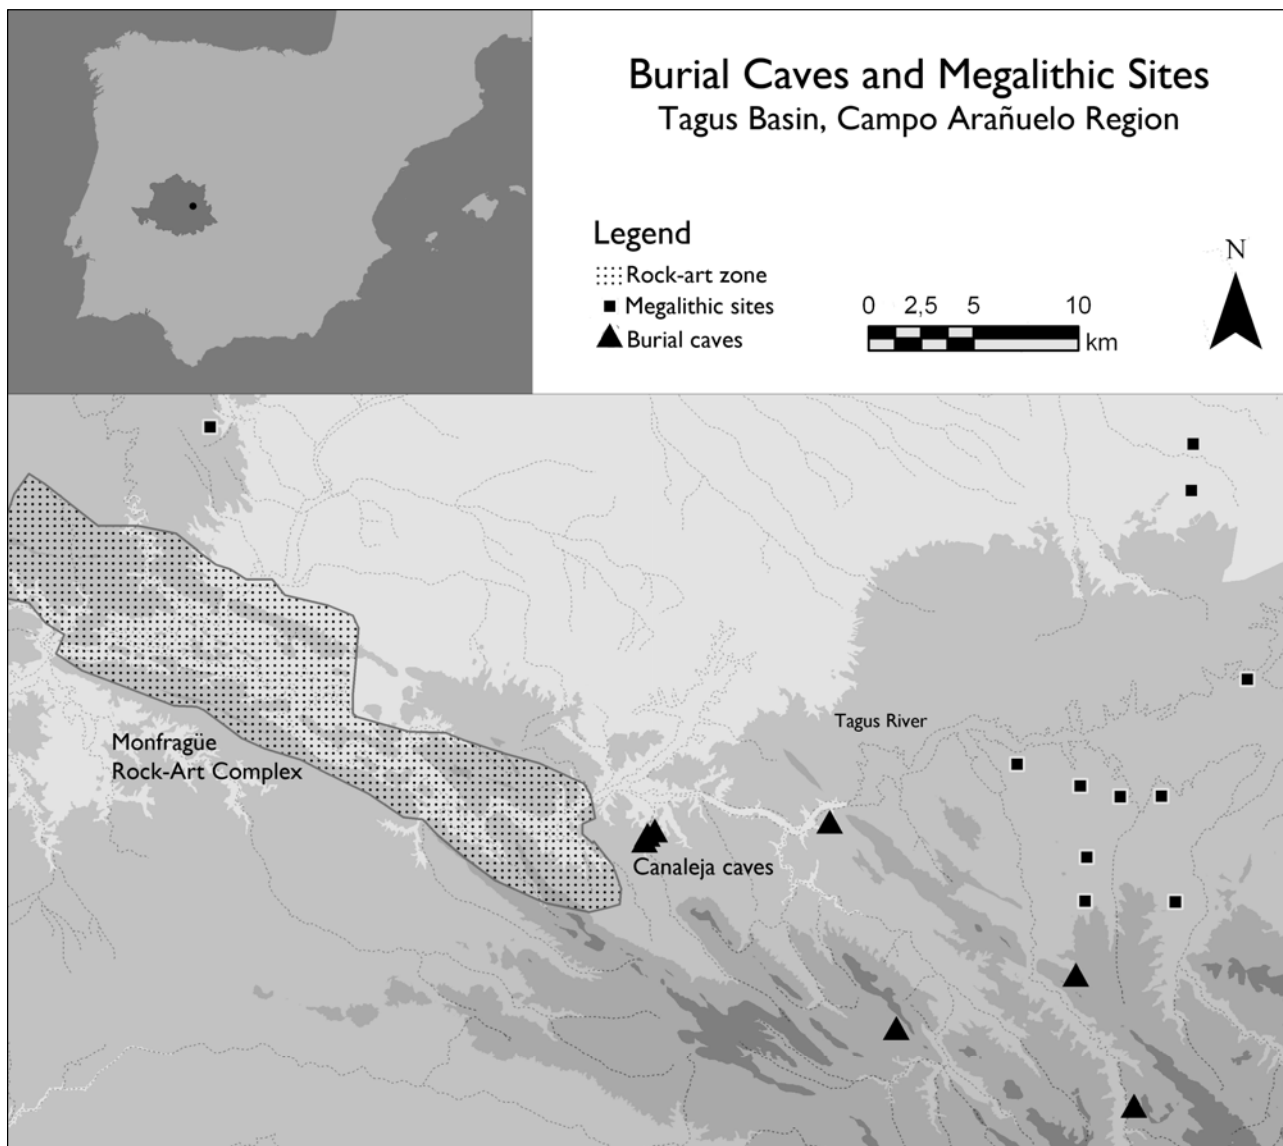 Burial Caves and Megalithic Sites
Tagus Basin, Campo Arañuelo Region
Legend
Rock-art zone
Megalithic sites
Burial caves
0 2,5 5 10
km
N
Tagus River
Monfragüe
Rock-Art Complex
Canaleja caves